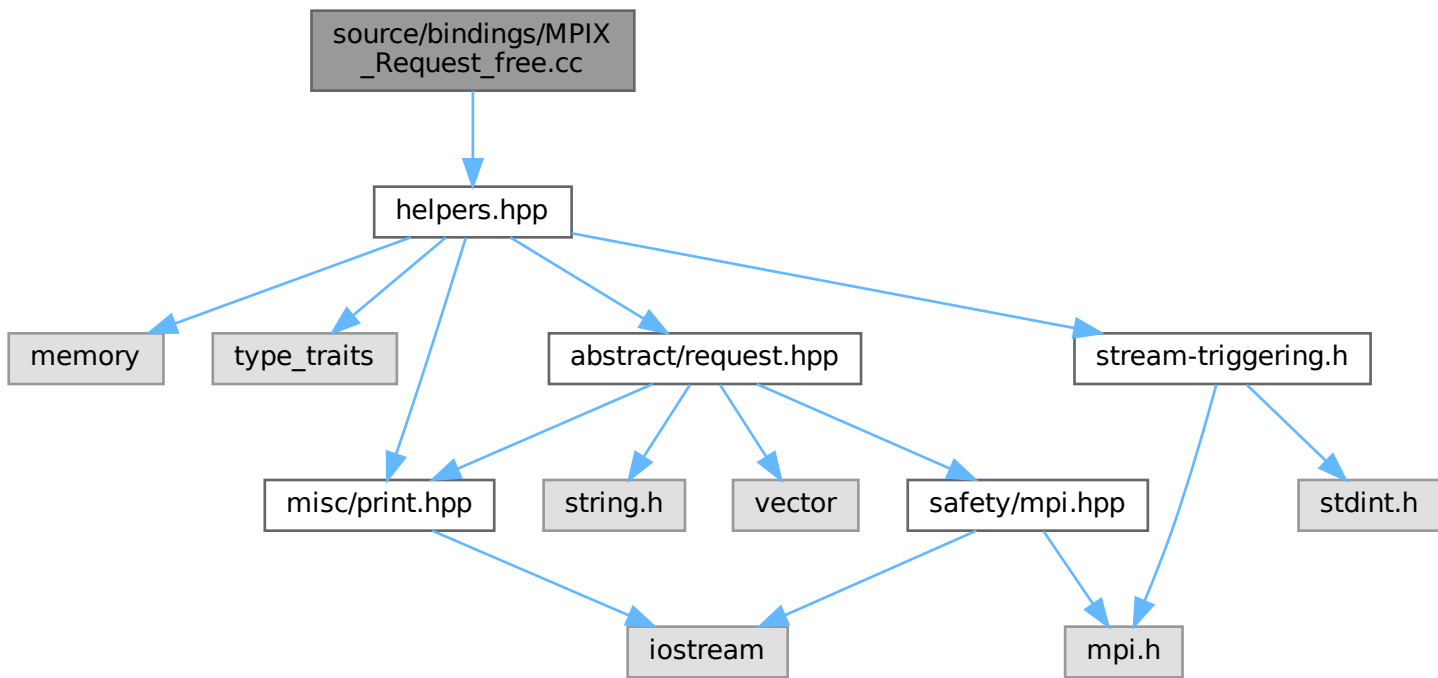 source/bindings/MPIX
_Request_free.cc
helpers.hpp
memory
type_traits
abstract/request.hpp
stream-triggering.h
misc/print.hpp
string.h
vector
safety/mpi.hpp
stdint.h
iostream
mpi.h